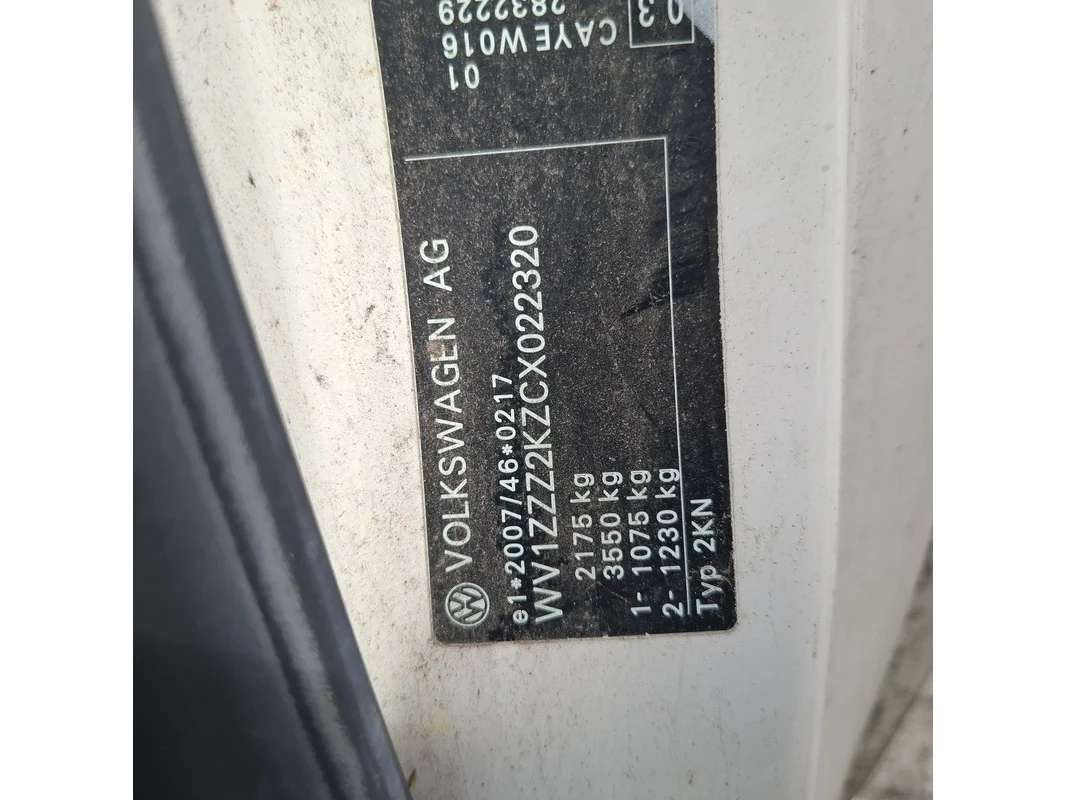 VOLKSWAGEN AG
e1*2007/46*0217
WV1ZZZ2KZCX022320
2175 kg
3550 kg
1- 1075 kg
2- 1230 kg
Typ 2KN
01
CAYE W016
2832229
0.3